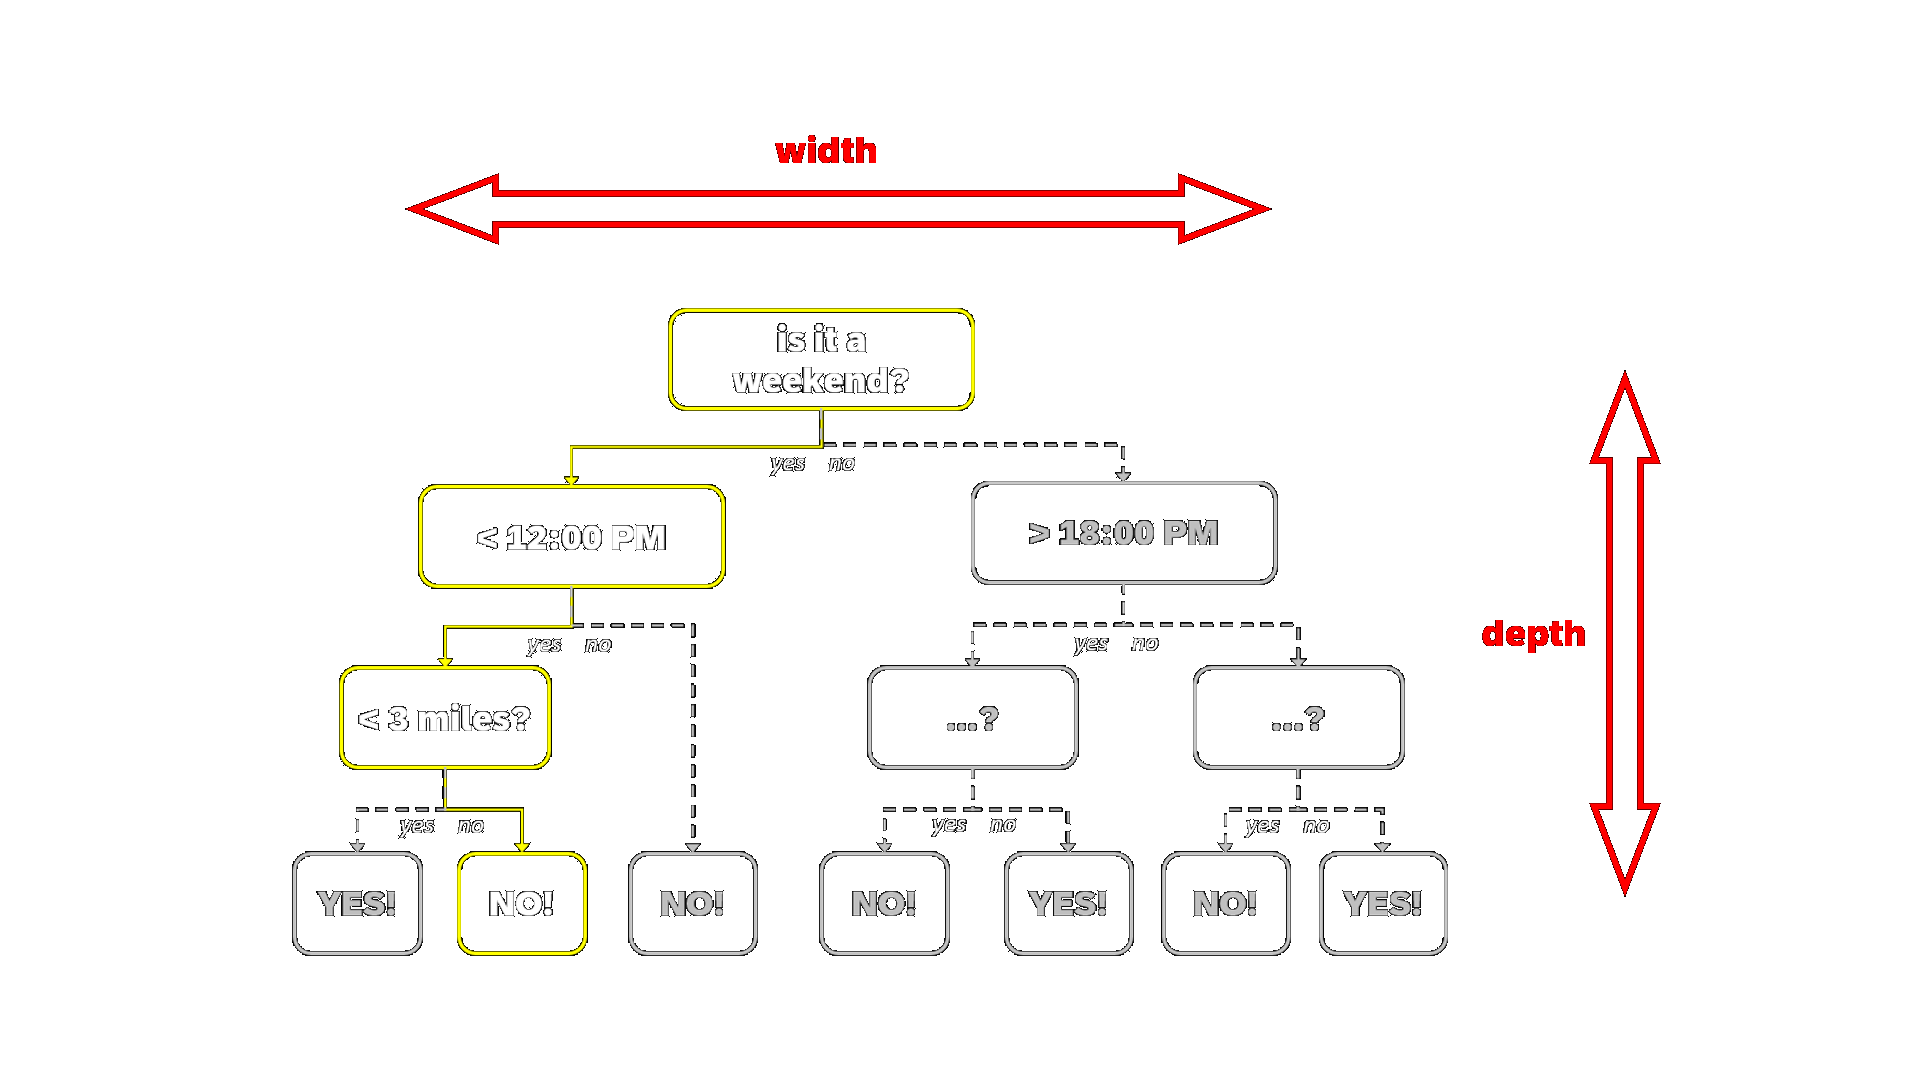 width
is it a
weekend?
yes no
< 12:00 PM
> 18:00 PM
yes no
yes no
depth
< 3 miles?
...?
...?
yes no
yes no
yes no
YES!
NO!
NO!
NO!
YES!
NO!
YES!